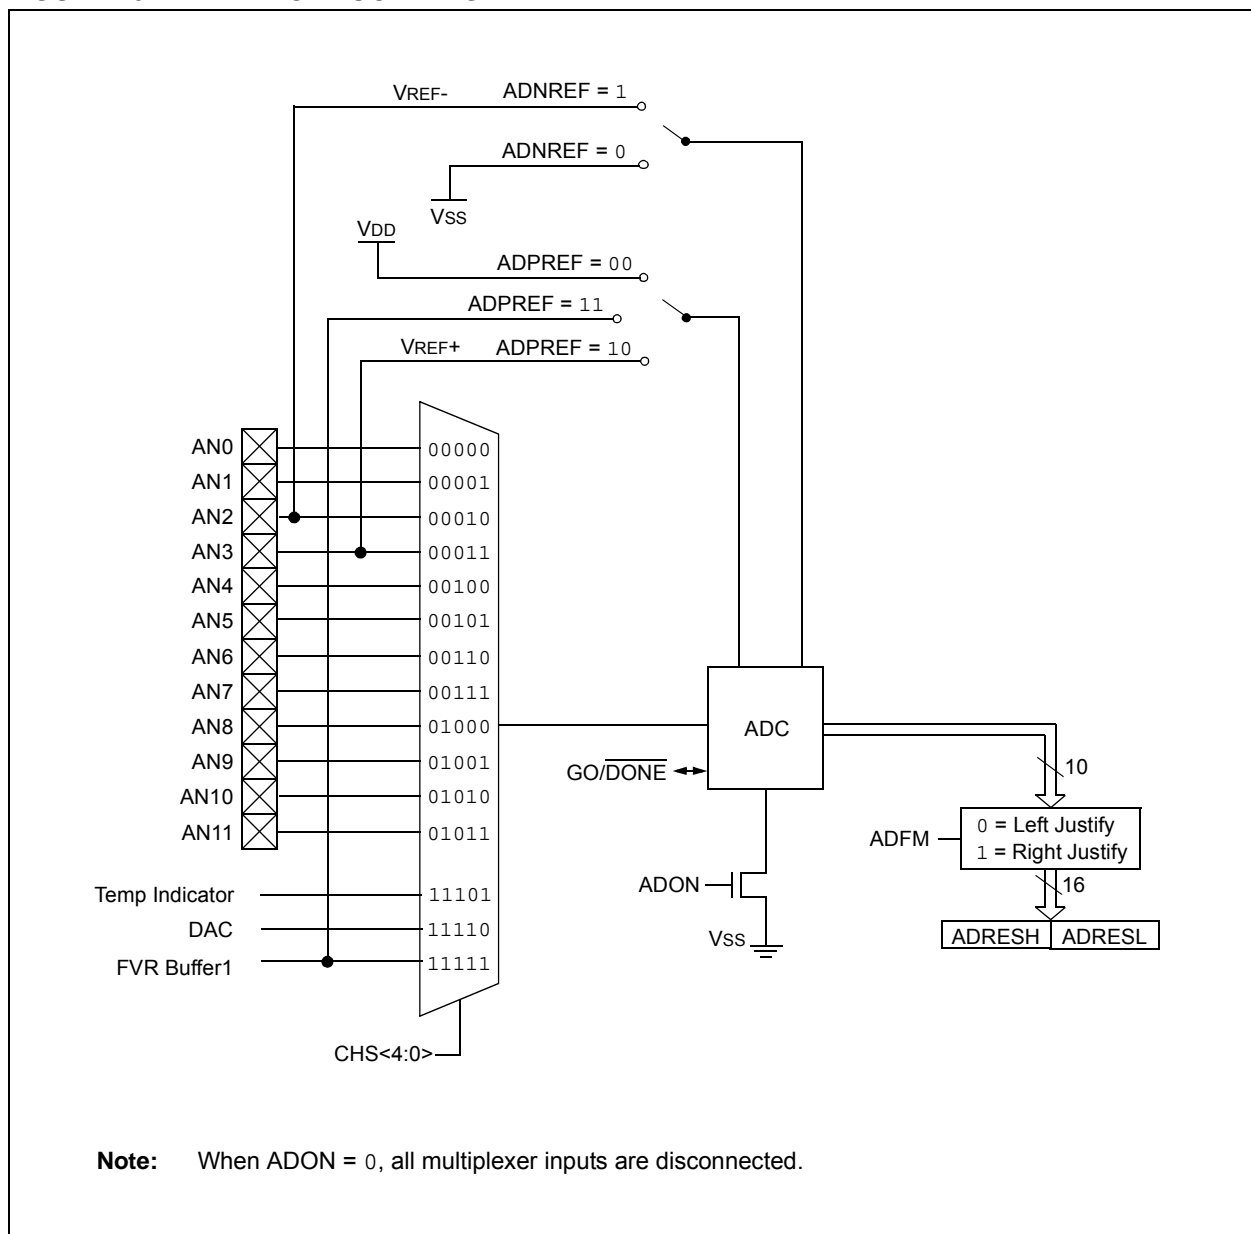 VREF- ADNREF = 1
ADNREF = 0
VSS
VDD
ADPREF = 00
ADPREF = 11
VREF+ ADPREF = 10
AN0 00000
AN1 00001
AN2 00010
AN3 00011
AN4 00100
AN5 00101
AN6 00110
AN7 00111
AN8 01000
AN9 01001
AN10 01010
AN11 01011
Temp Indicator 11101
DAC 11110
FVR Buffer1 11111
CHS<4:0>
ADC
GO/DONE
ADON
VSS
10
ADFM
0 = Left Justify
1 = Right Justify
16
ADRESH ADRESL
Note: When ADON = 0, all multiplexer inputs are disconnected.